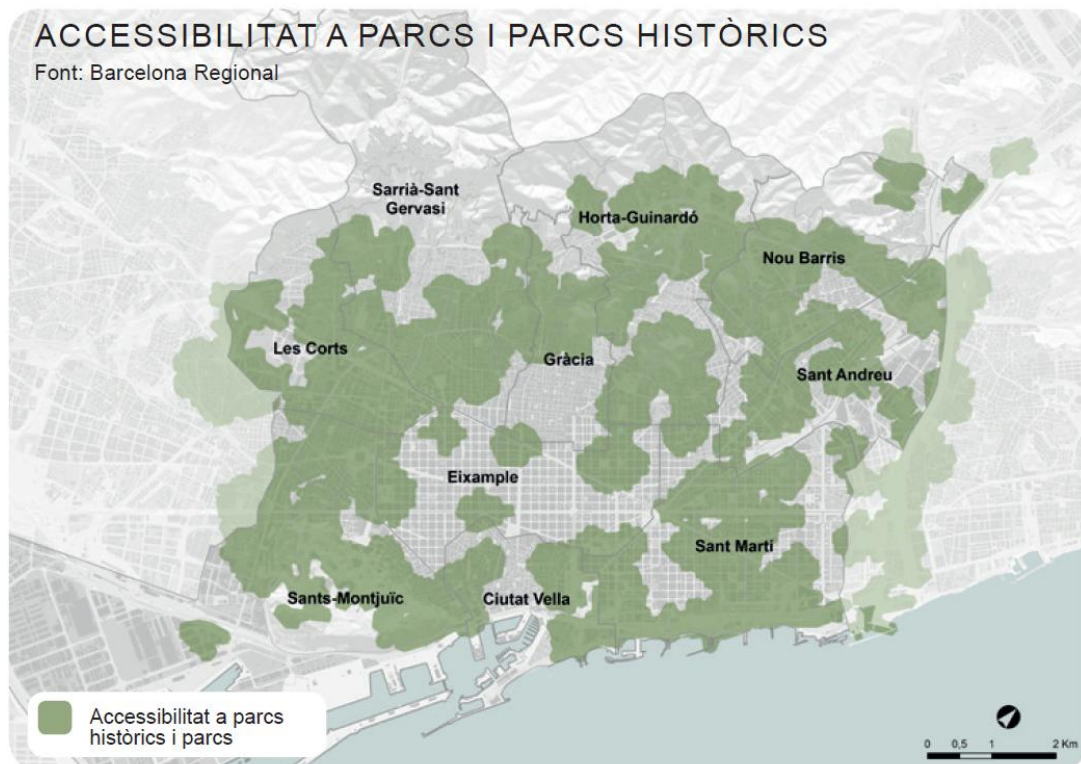 ACCESSIBILITAT A PARCS I PARCS HISTÒRICS
Font: Barcelona Regional
Sarrià-Sant
Gervasi
Horta-Guinardó
Nou Barris
Les Corts
Gràcia
Sant Andreu
Eixample
Sant Martí
Sants-Montjuïc
Ciutat Vella
Accessibilitat a parcs
històrics i parcs
0 0,5 1 2 Km